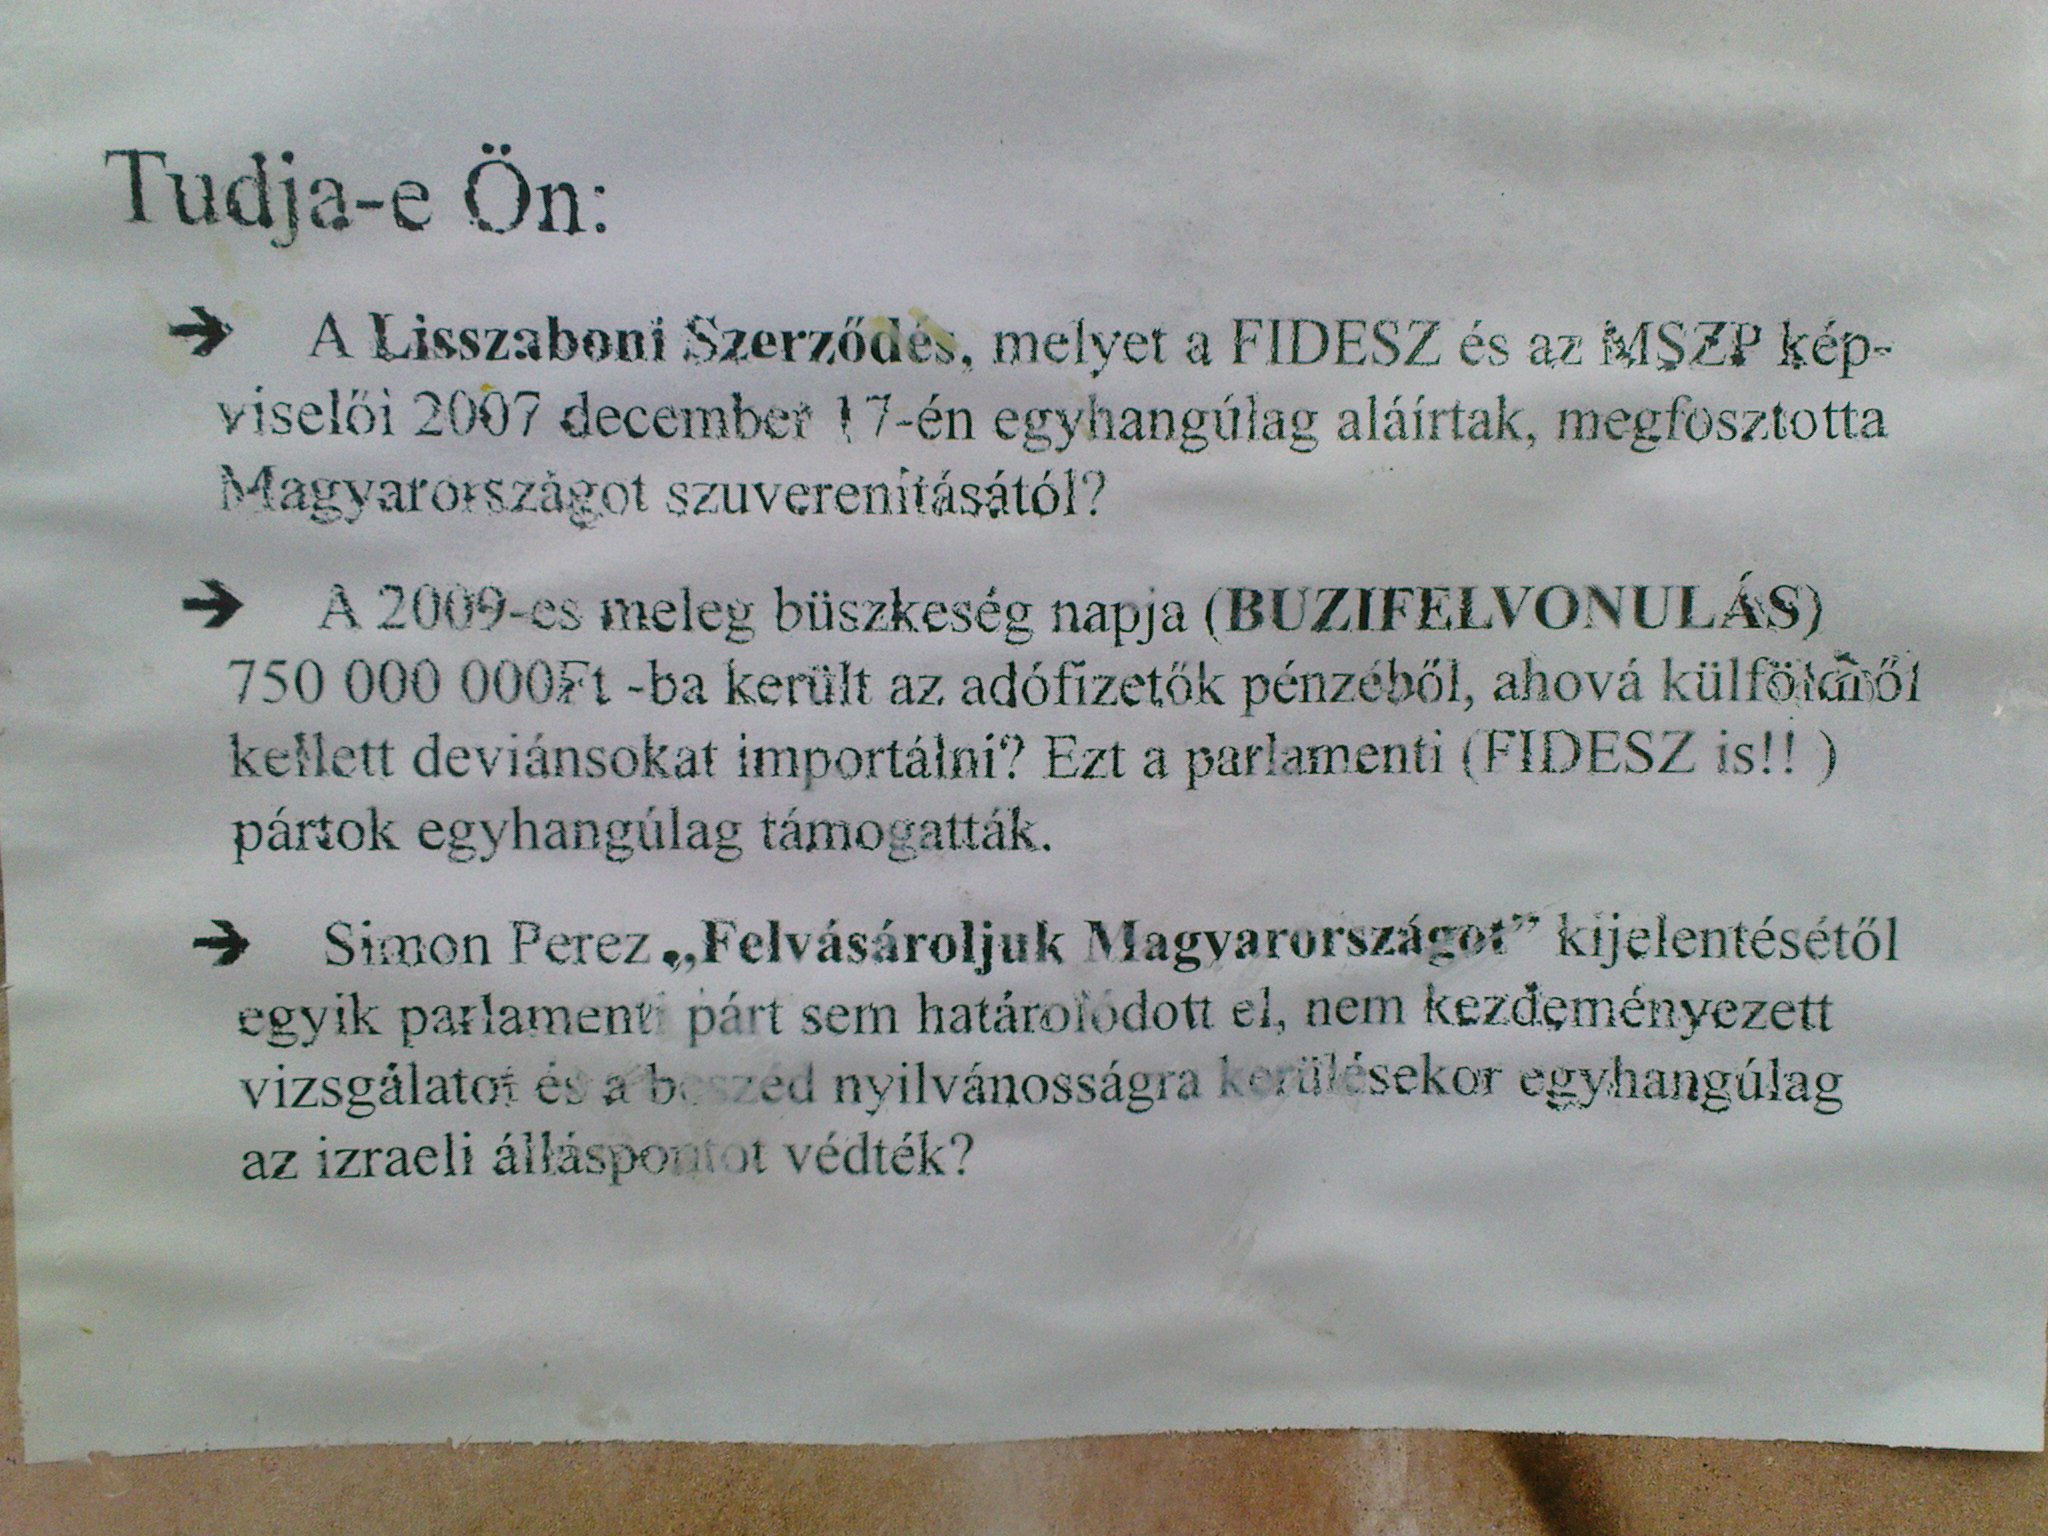 Tudja-e Ön:
➔ A Lisszaboni Szerződés, melyet a FIDESZ és az MSZP kép-
viselői 2007 december 17-én egyhangúlag aláírtak, megfosztotta
Magyarországot szuverenitásától?
➔ A 2009-es meleg büszkeség napja (BUZIFELVONULÁS)
750 000 000Ft -ba került az adófizetők pénzéből, ahová külföldről
kellett deviánsokat importálni? Ezt a parlamenti (FIDESZ is!! )
pártok egyhangúlag támogatták.
➔ Simon Perez „Felvásároljuk Magyarországot” kijelentésétől
egyik parlamenti párt sem határolódott el, nem kezdeményezett
vizsgálatot és a beszéd nyilvánosságra kerülésekor egyhangúlag
az izraeli álláspontot védték?